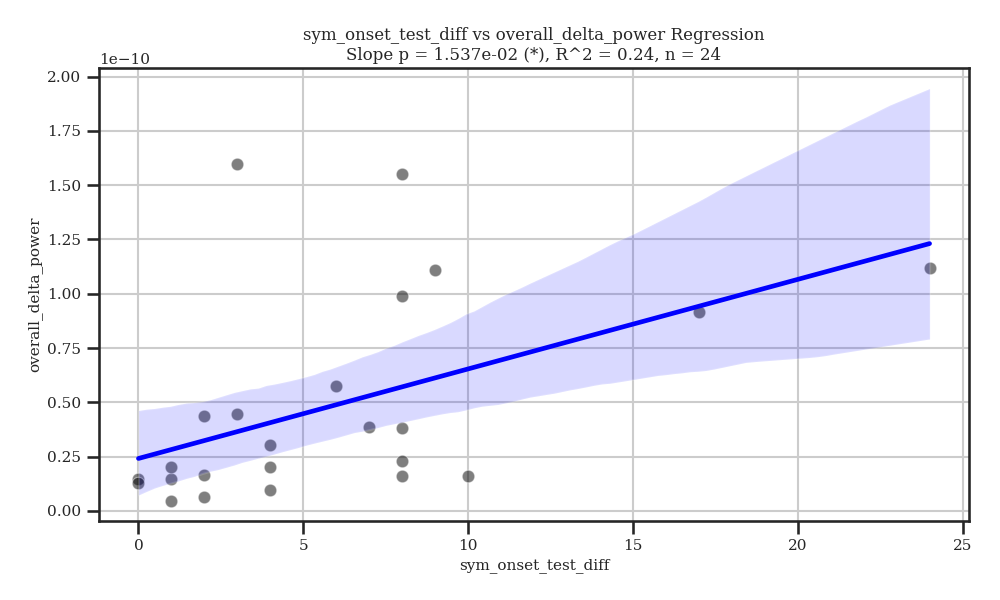 sym_onset_test_diff vs overall_delta_power Regression
Slope p = 1.537e-02 (*), R^2 = 0.24, n = 24
1e−10
2.00
1.75
1.50
1.25
1.00
0.75
0.50
0.25
0.00
overall_delta_power
0 5 10 15 20 25
sym_onset_test_diff